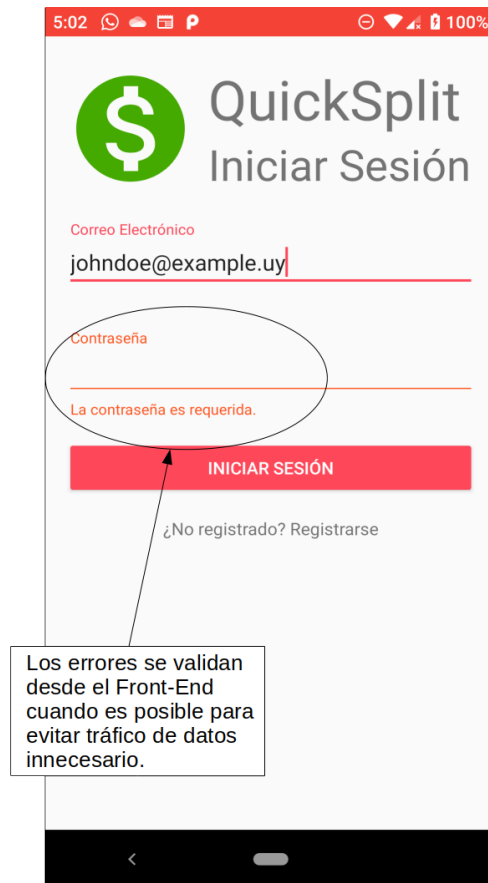 5:02 100%
QuickSplit
Iniciar Sesión
Correo Electrónico
johndoe@example.uy
Contraseña
La contraseña es requerida.
INICIAR SESIÓN
¿No registrado? Registrarse
Los errores se validan
desde el Front-End
cuando es posible para
evitar tráfico de datos
innecesario.